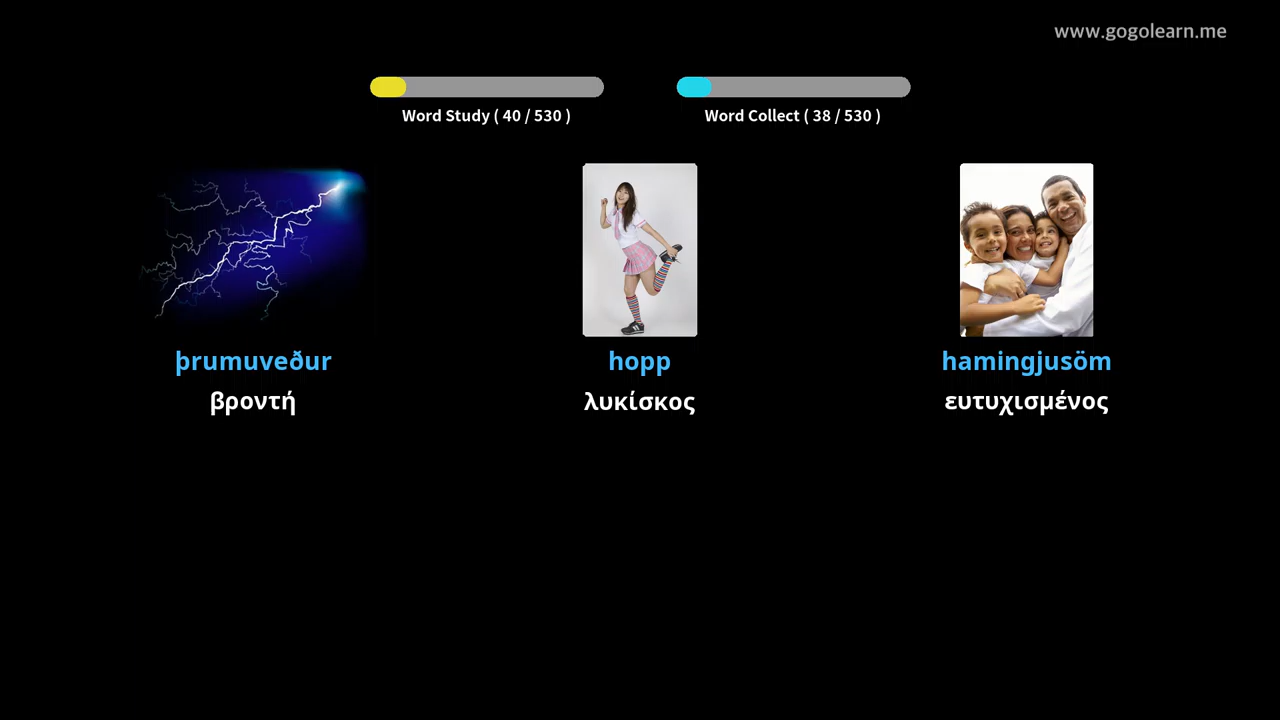 www.gogolearn.me
Word Study ( 40 / 530 )
Word Collect ( 38 / 530 )
þrumuveður
hopp
hamingjusöm
βροντή
λυκίσκος
ευτυχισμένος